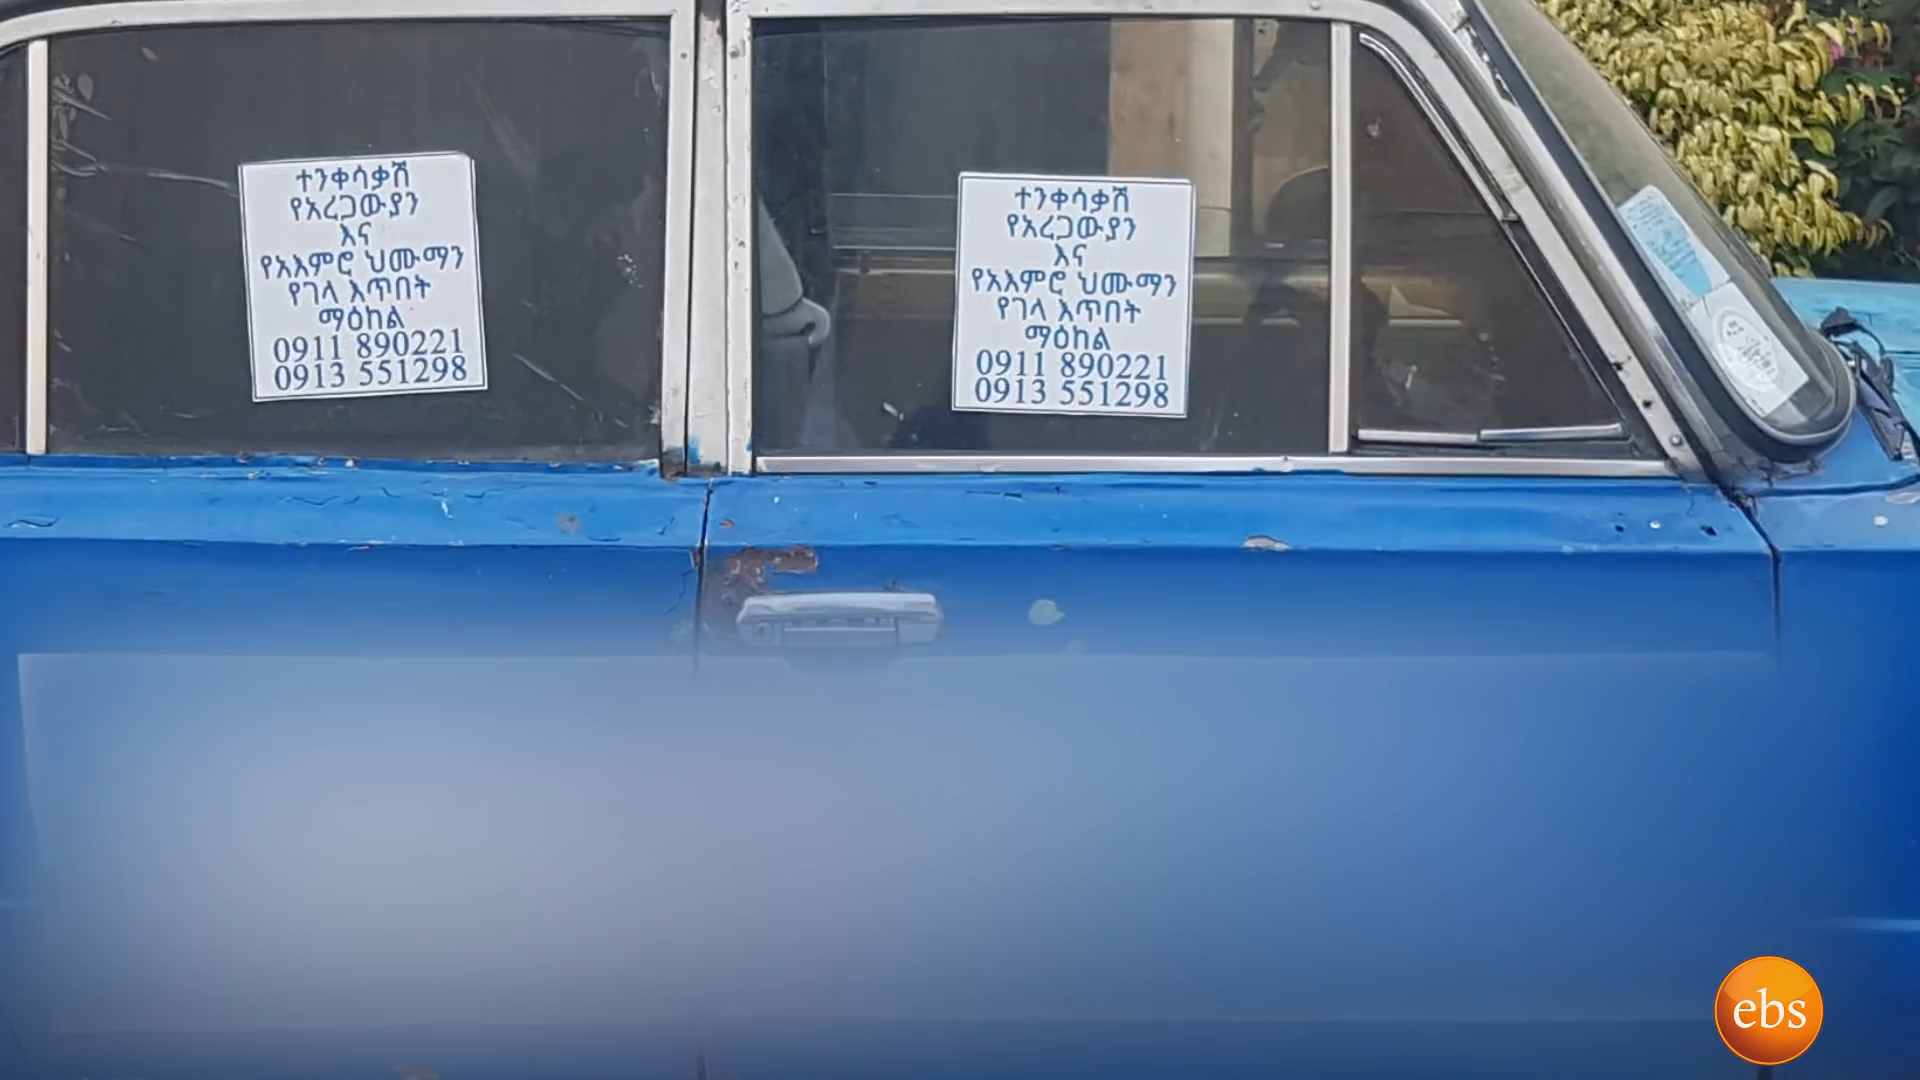 ተንቀሳቃሽ
የአረጋውያን
እና
የአእምሮ ህሙማን
የገላ እጥበት
ማዕከል
0911 890221
0913 551298
ተንቀሳቃሽ
የአረጋውያን
እና
የአእምሮ ህሙማን
የገላ እጥበት
ማዕከል
0911 890221
0913 551298
ebs